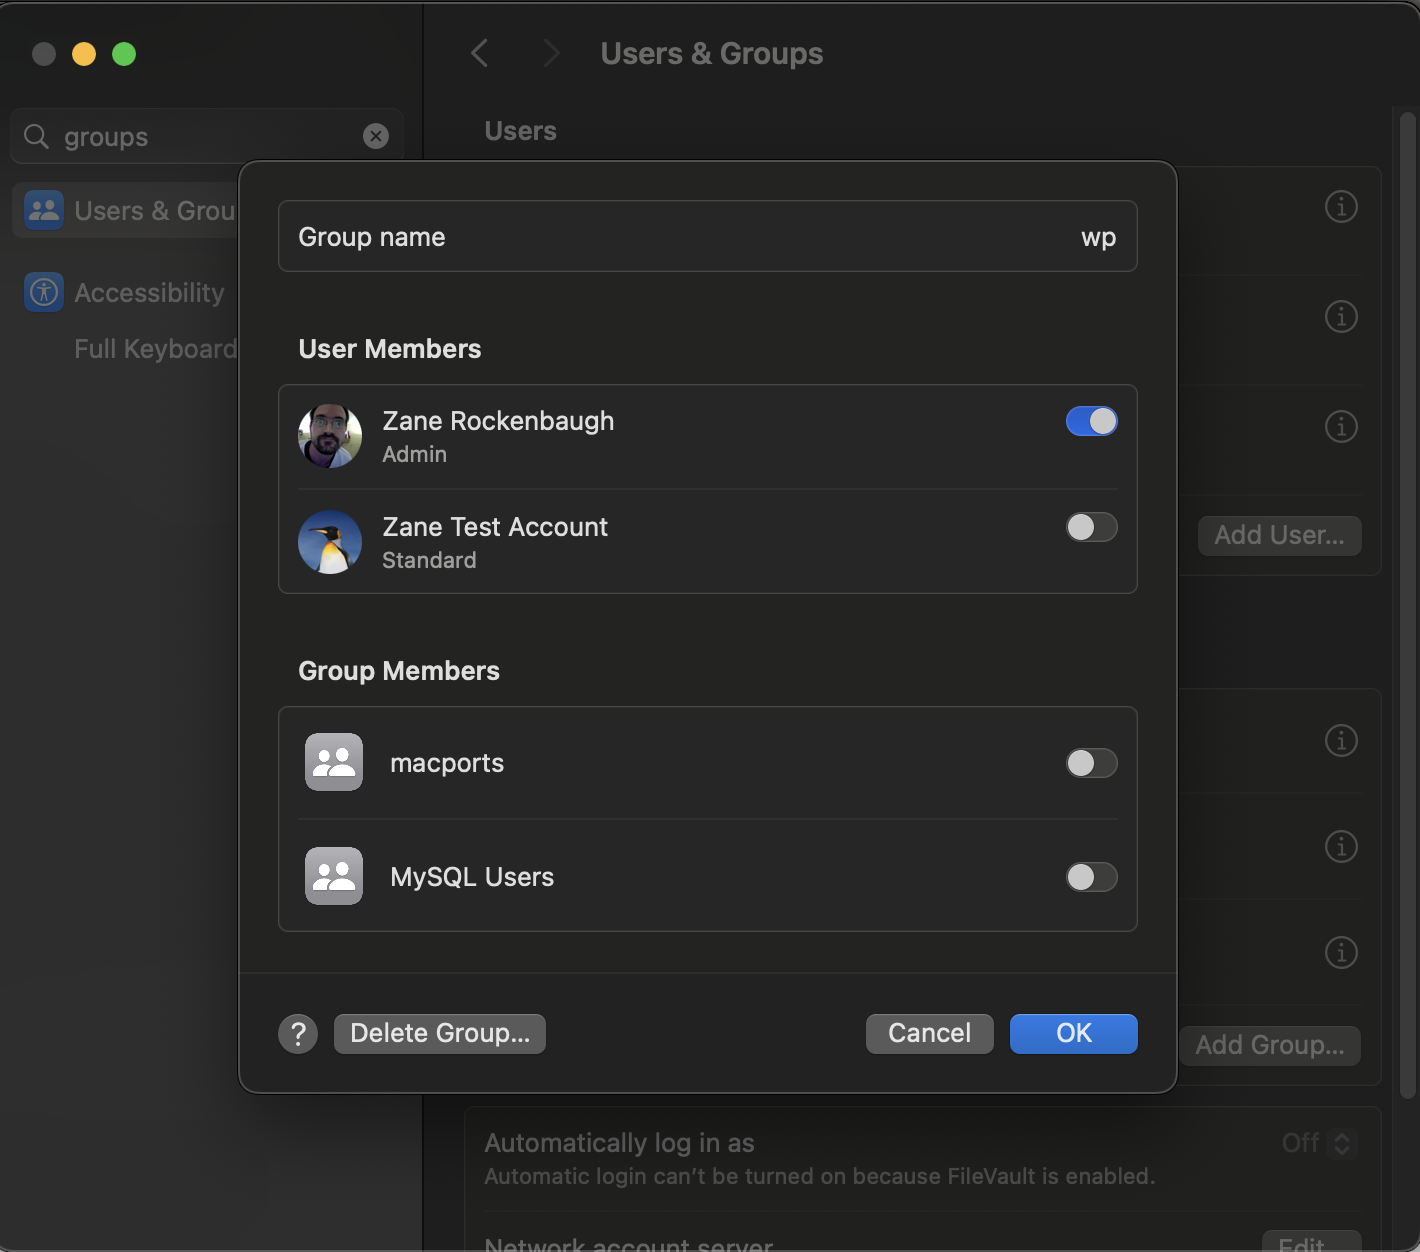 Users & Groups
groups
Users
Users & Grou
Accessibility
Full Keyboard
Group name
wp
User Members
Zane Rockenbaugh
Admin
Zane Test Account
Standard
Add User...
Group Members
macports
MySQL Users
?
Delete Group...
Cancel
OK
Add Group...
Automatically log in as
Off
Automatic login can’t be turned on because FileVault is enabled.
Network account server
Edit